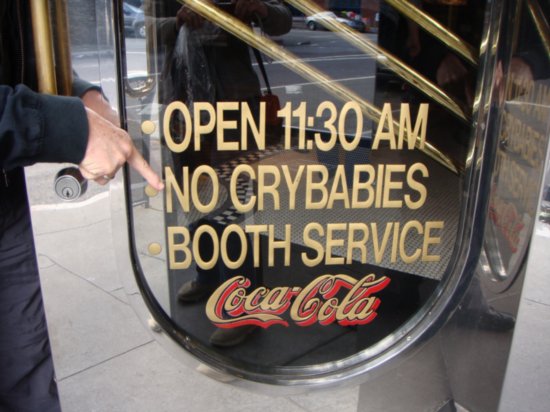 • OPEN 11:30 AM
• NO CRYBABIES
• BOOTH SERVICE
Coca-Cola